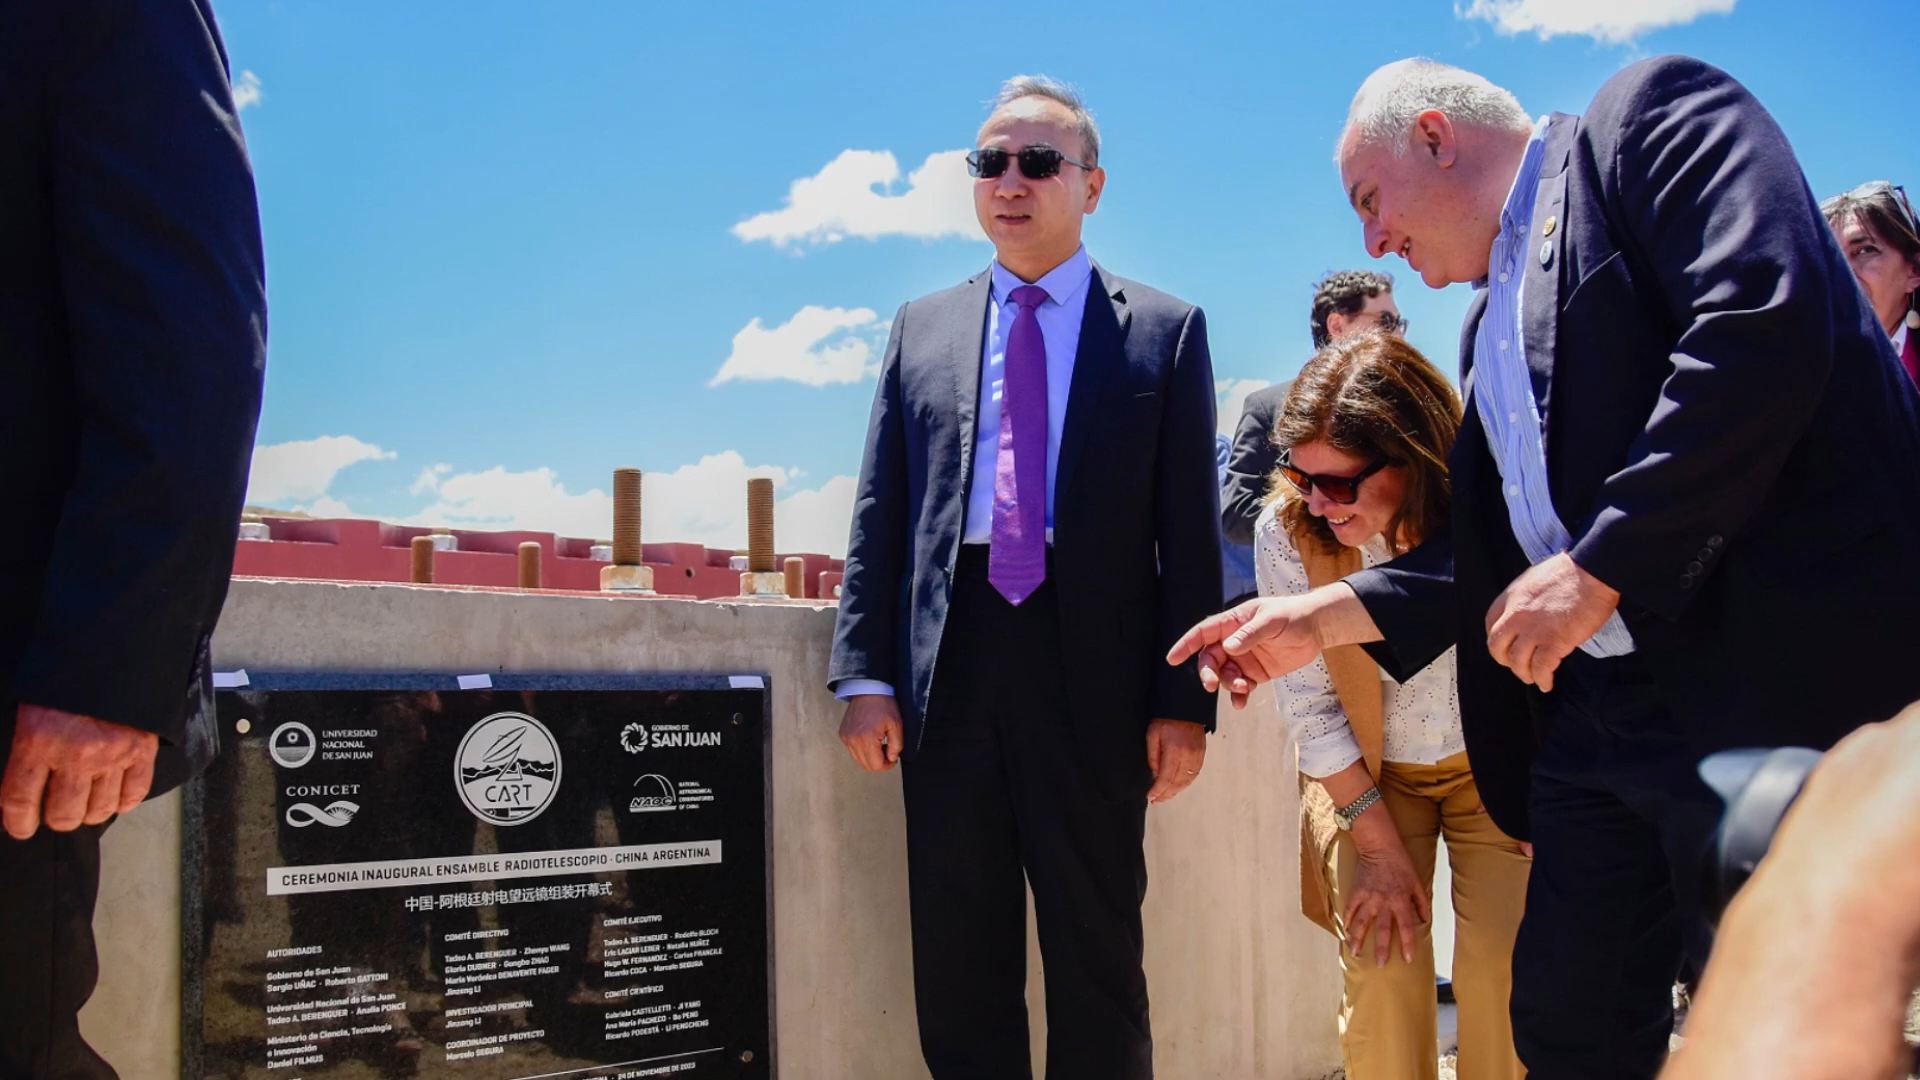 UNIVERSIDAD
NACIONAL
DE SAN JUAN
CONICET
CART
GOBIERNO DE
SAN JUAN
NAOC
NATIONAL
ASTRONOMICAL
OBSERVATORIES
OF CHINA
CEREMONIA INAUGURAL ENSAMBLE RADIOTELESCOPIO · CHINA ARGENTINA
中国-阿根廷射电望远镜组装开幕式
AUTORIDADES
Gobierno de San Juan
Sergio UÑAC · Roberto GATTONI
Universidad Nacional de San Juan
Tadeo A. BERENGUER · Analía PONCE
Ministerio de Ciencia, Tecnología
e Innovación
Daniel FILMUS
COMITÉ DIRECTIVO
Tadeo A. BERENGUER · Zhenyu WANG
Gloria DUBNER · Gongbo ZHAO
María Verónica BENAVENTE FAGER
Jinzeng LI
INVESTIGADOR PRINCIPAL
Jinzeng LI
COORDINADOR DE PROYECTO
Marcelo SEGURA
COMITÉ EJECUTIVO
Tadeo A. BERENGUER · Rodolfo BLOCH
Eric LACIAR LEBER · Natalia NUÑEZ
Hugo W. FERNANDEZ · Carlos FRANCILE
Ricardo COCA · Marcelo SEGURA
COMITÉ CIENTÍFICO
Gabriela CASTELLETTI · JI YANG
Ana María PACHECO · Bo PENG
Ricardo PODESTÁ · LI PENGCHENG
· 24 DE NOVIEMBRE DE 2023